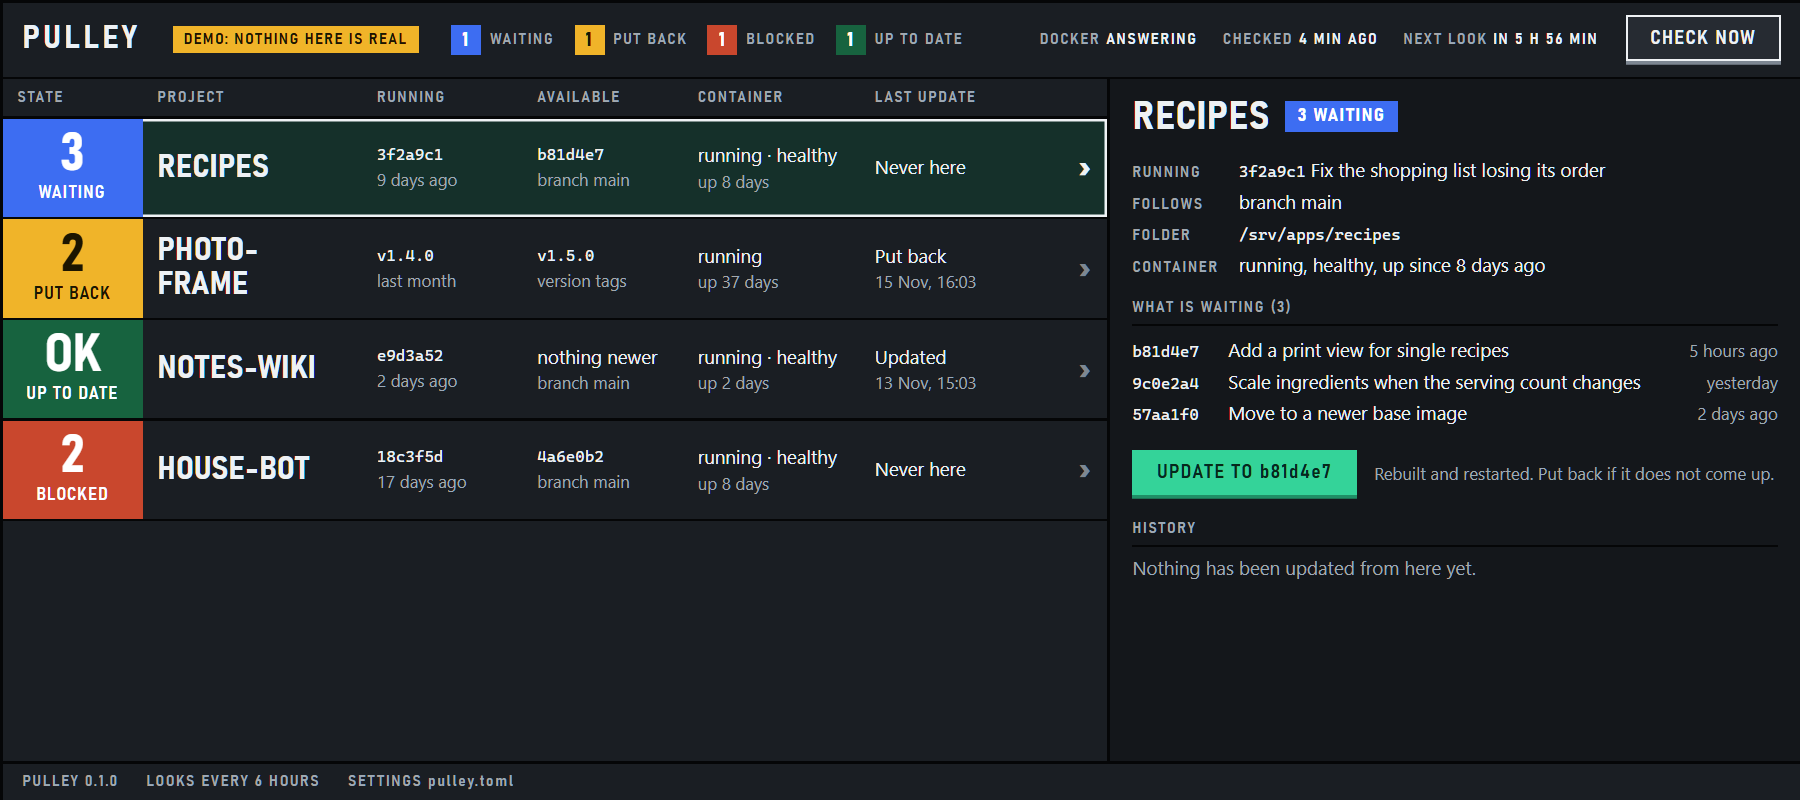 PULLEY DEMO: NOTHING HERE IS REAL 1 WAITING 1 PUT BACK 1 BLOCKED 1 UP TO DATE DOCKER ANSWERING CHECKED 4 MIN AGO NEXT LOOK IN 5 H 56 MIN CHECK NOW
STATE PROJECT RUNNING AVAILABLE CONTAINER LAST UPDATE
3
WAITING
RECIPES
3f2a9c1
9 days ago
b81d4e7
branch main
running · healthy
up 8 days
Never here
›
2
PUT BACK
PHOTO-
FRAME
v1.4.0
last month
v1.5.0
version tags
running
up 37 days
Put back
15 Nov, 16:03
›
OK
UP TO DATE
NOTES-WIKI
e9d3a52
2 days ago
nothing newer
branch main
running · healthy
up 2 days
Updated
13 Nov, 15:03
›
2
BLOCKED
HOUSE-BOT
18c3f5d
17 days ago
4a6e0b2
branch main
running · healthy
up 8 days
Never here
›
RECIPES 3 WAITING
RUNNING 3f2a9c1 Fix the shopping list losing its order
FOLLOWS branch main
FOLDER /srv/apps/recipes
CONTAINER running, healthy, up since 8 days ago
WHAT IS WAITING (3)
b81d4e7 Add a print view for single recipes 5 hours ago
9c0e2a4 Scale ingredients when the serving count changes yesterday
57aa1f0 Move to a newer base image 2 days ago
UPDATE TO b81d4e7 Rebuilt and restarted. Put back if it does not come up.
HISTORY
Nothing has been updated from here yet.
PULLEY 0.1.0 LOOKS EVERY 6 HOURS SETTINGS pulley.toml